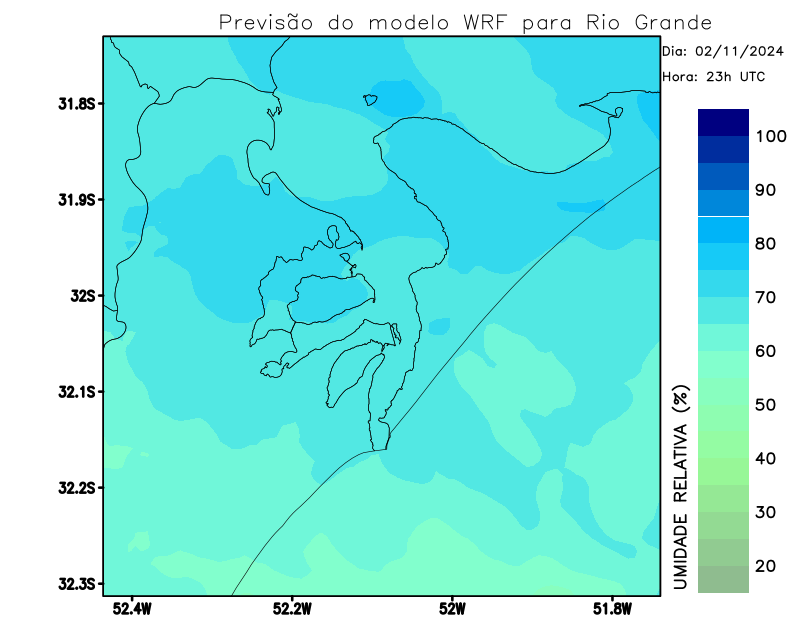 Previsão do modelo WRF para Rio Grande
Dia: 02/11/2024
Hora: 23h UTC
31.8S
31.9S
32S
32.1S
32.2S
32.3S
52.4W 52.2W 52W 51.8W
100
90
80
70
60
50
40
30
20
UMIDADE RELATIVA (%)